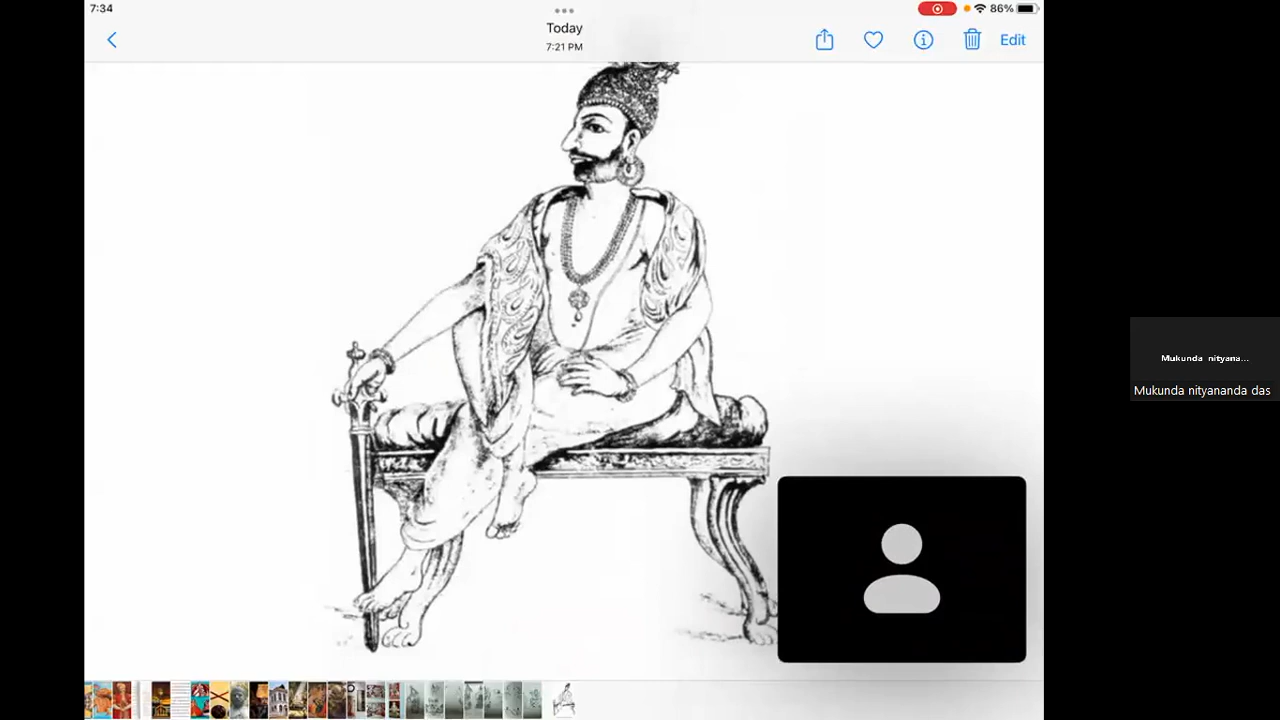 7:34
Today
7:21 PM
86%
Edit
Mukunda nityana...
Mukunda nityananda das